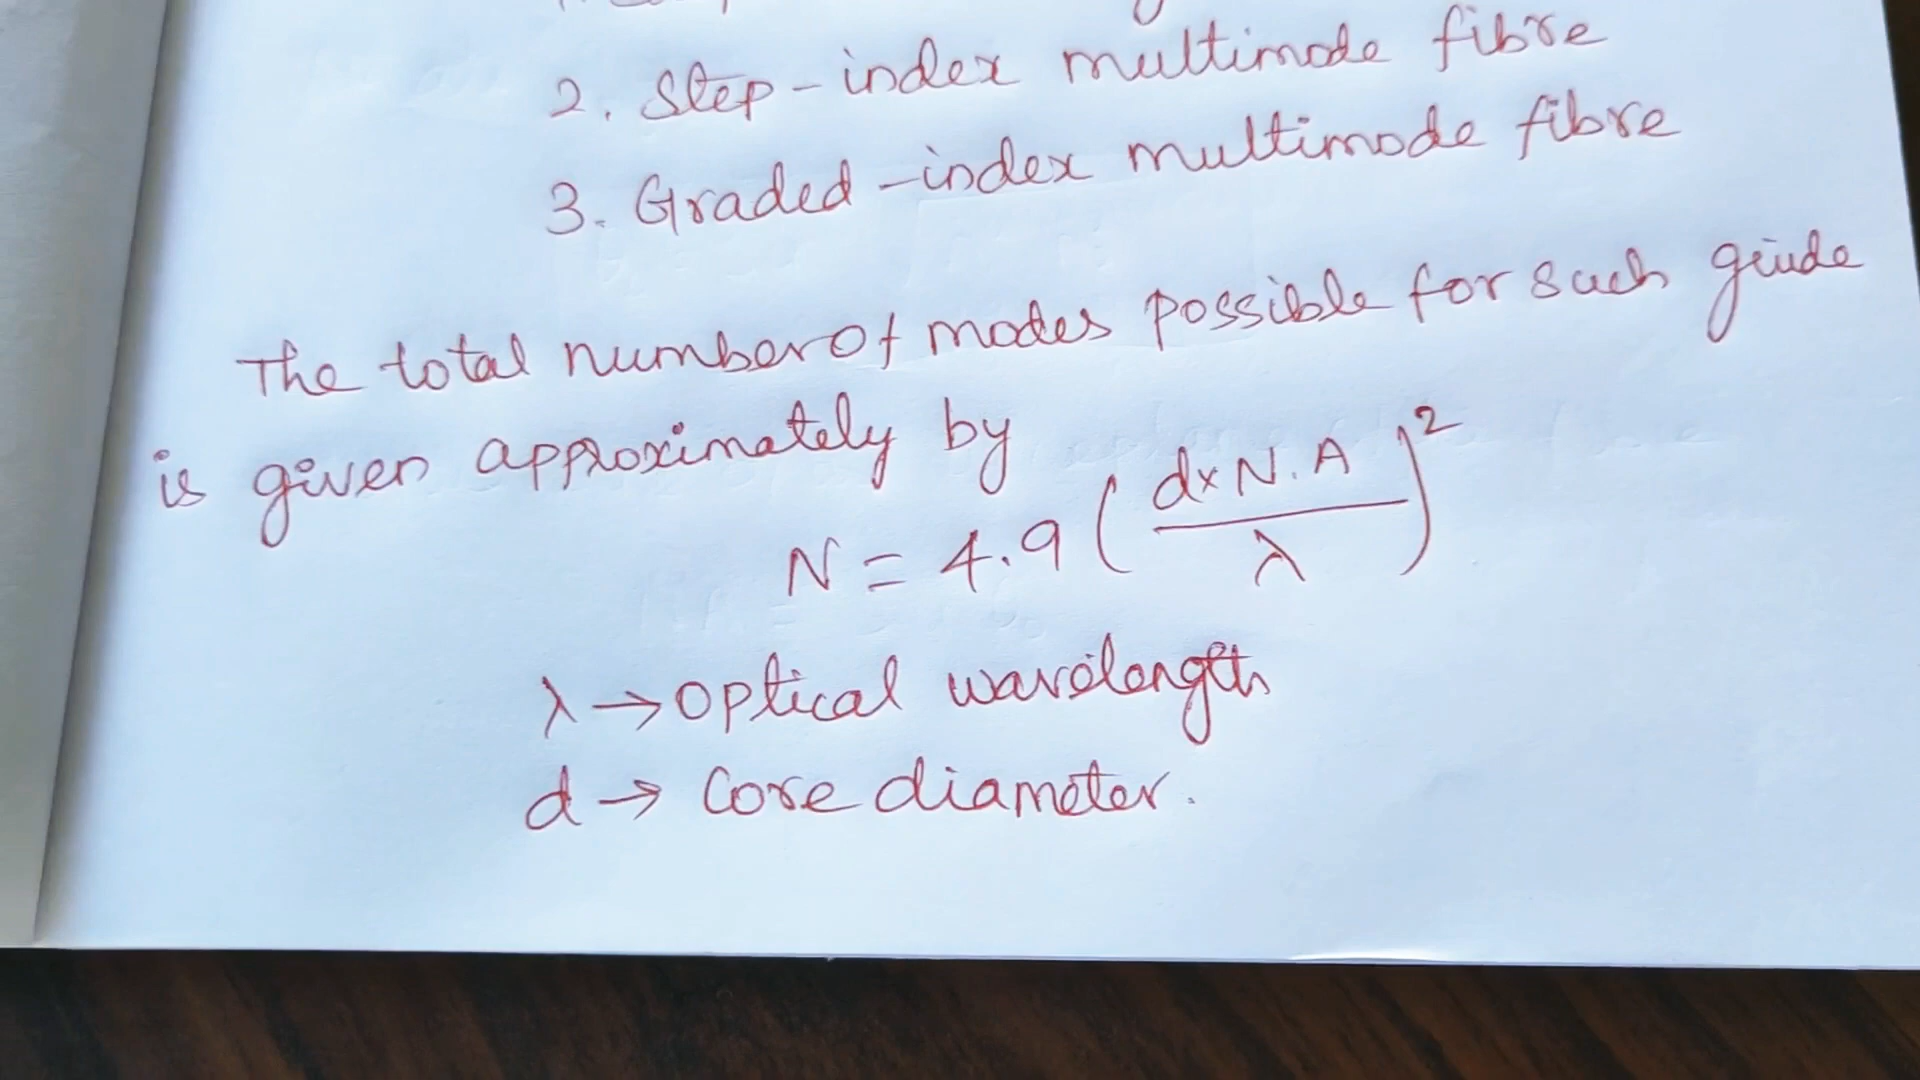 2. Step-index multimode fibre
3. Graded-index multimode fibre
The total number of modes possible for such giude
is given approximately by
N = 4.9 (d×N.A / λ)²
λ → Optical wavelength
d → Core diameter.